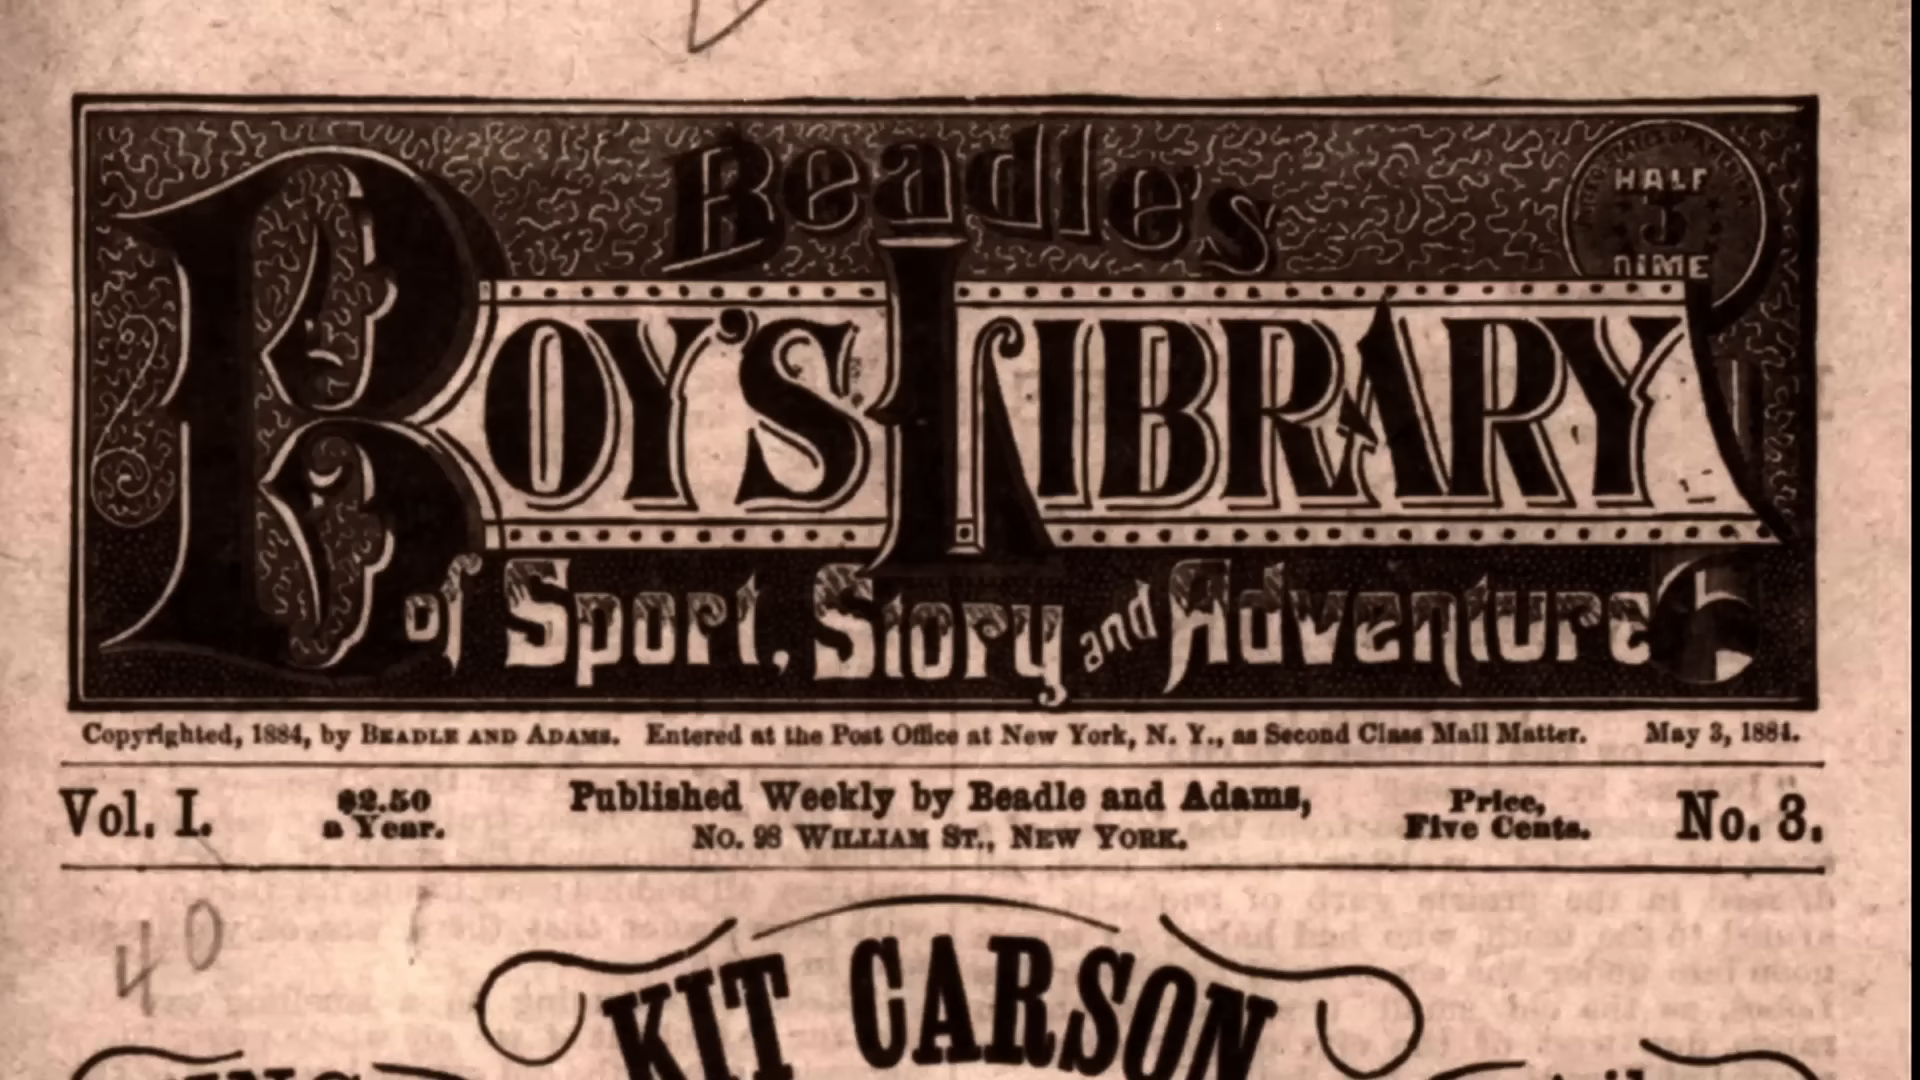 Beadle's
HALF
5
DIME
BOY'S LIBRARY
of Sport, Story and Adventure
Copyrighted, 1884, by BEADLE AND ADAMS. Entered at the Post Office at New York, N. Y., as Second Class Mail Matter. May 3, 1884.
Vol. I. $2.50 a Year. Published Weekly by Beadle and Adams, Price, Five Cents. No. 3.
No. 98 WILLIAM ST., NEW YORK.
40
KIT CARSON